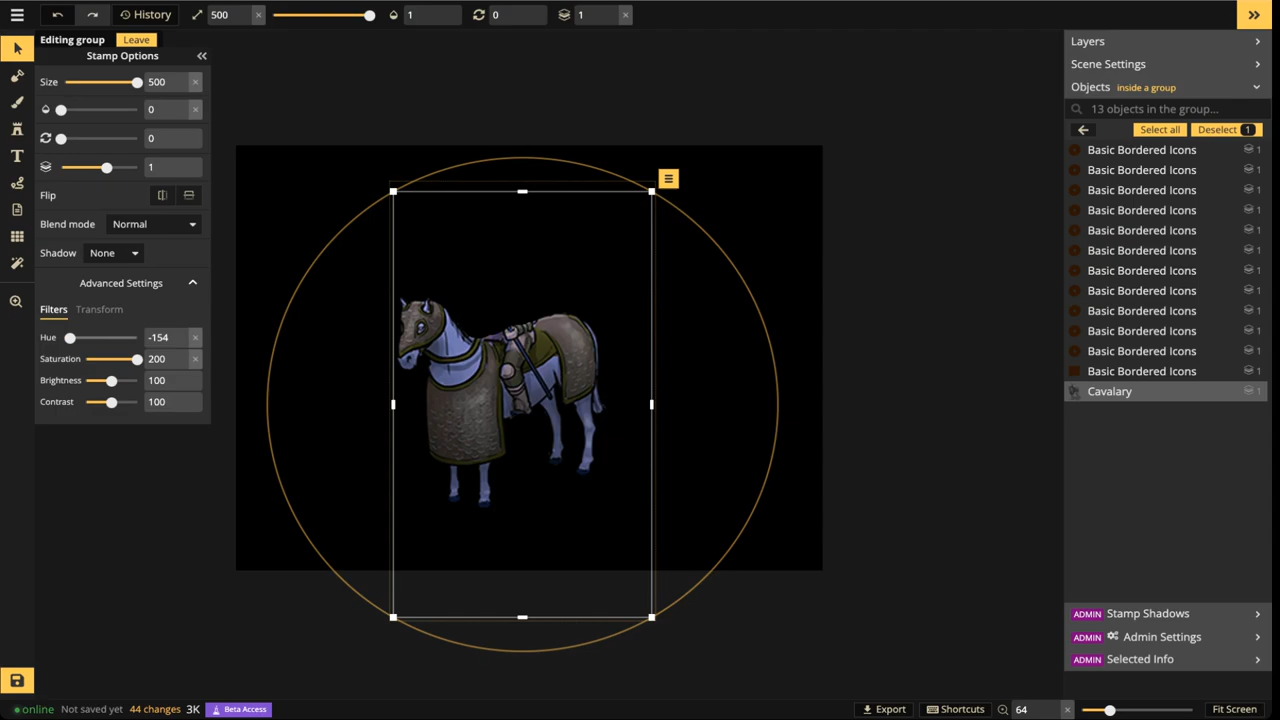 History 500 × 1 0 1 ×
Editing group Leave
Stamp Options
Size 500 ×
0 ×
0
1
Flip
Blend mode Normal
Shadow None
Advanced Settings
Filters Transform
Hue -154 ×
Saturation 200 ×
Brightness 100
Contrast 100
Layers
Scene Settings
Objects inside a group
13 objects in the group...
Select all Deselect 1
Basic Bordered Icons 1
Basic Bordered Icons 1
Basic Bordered Icons 1
Basic Bordered Icons 1
Basic Bordered Icons 1
Basic Bordered Icons 1
Basic Bordered Icons 1
Basic Bordered Icons 1
Basic Bordered Icons 1
Basic Bordered Icons 1
Basic Bordered Icons 1
Basic Bordered Icons 1
Cavalary 1
ADMIN Stamp Shadows
ADMIN Admin Settings
ADMIN Selected Info
online Not saved yet 44 changes 3K Beta Access Export Shortcuts 64 × Fit Screen